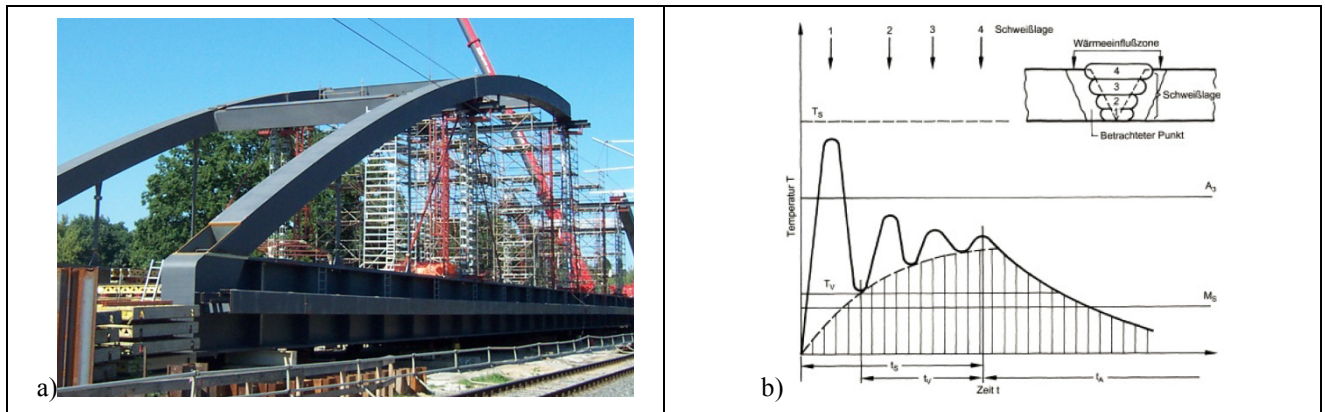 a)
1
2
3
4 Schweißlage
Wärmeeinflußzone
4
3
2
1
Schweißlage
Betrachteter Punkt
T_S
A_3
Temperatur T
T_V
M_S
t_S
t_V
t_A
Zeit t
b)